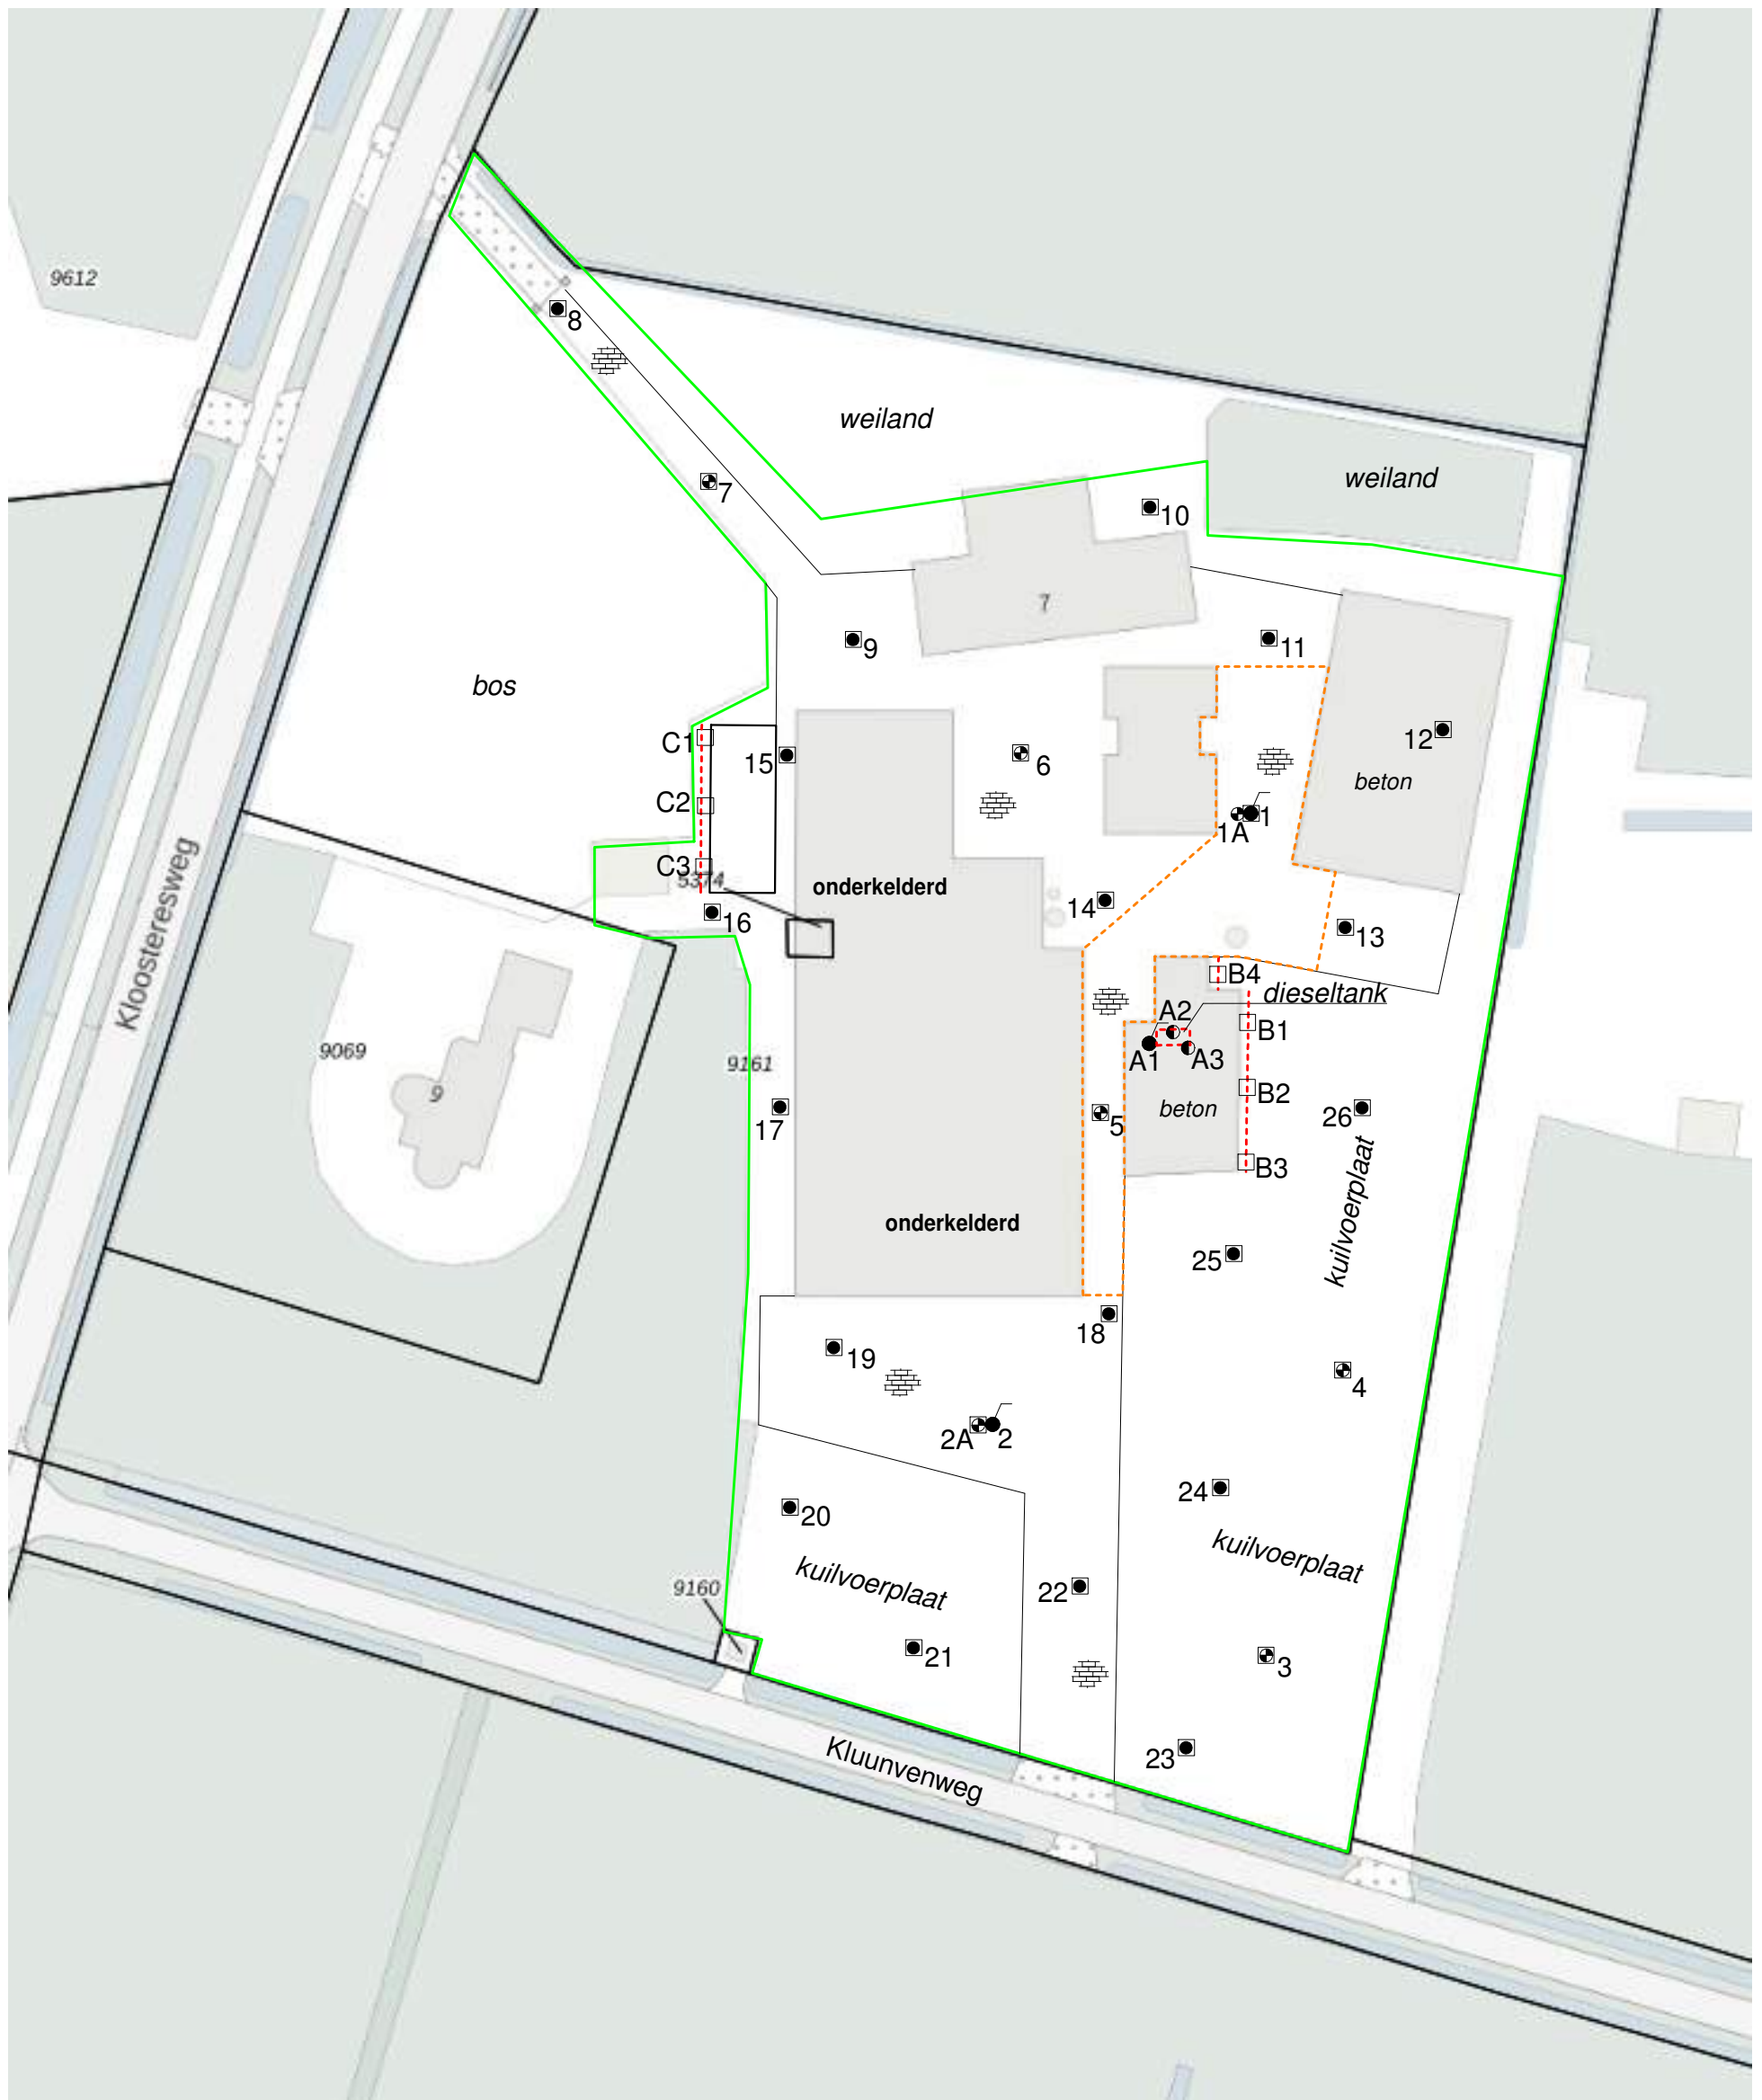 9612
8
weiland
weiland
7
10
7
9
11
bos
C1
15
6
12
beton
C2
1
1A
C3
5374
onderkelderd
14
16
13
B4
dieseltank
A2
B1
Kloosteresweg
9069
9161
A1
A3
9
B2
beton
26
17
5
B3
kuilvoerplaat
onderkelderd
25
18
19
4
2A
2
24
20
kuilvoerplaat
kuilvoerplaat
9160
22
21
3
23
Kluunvenweg